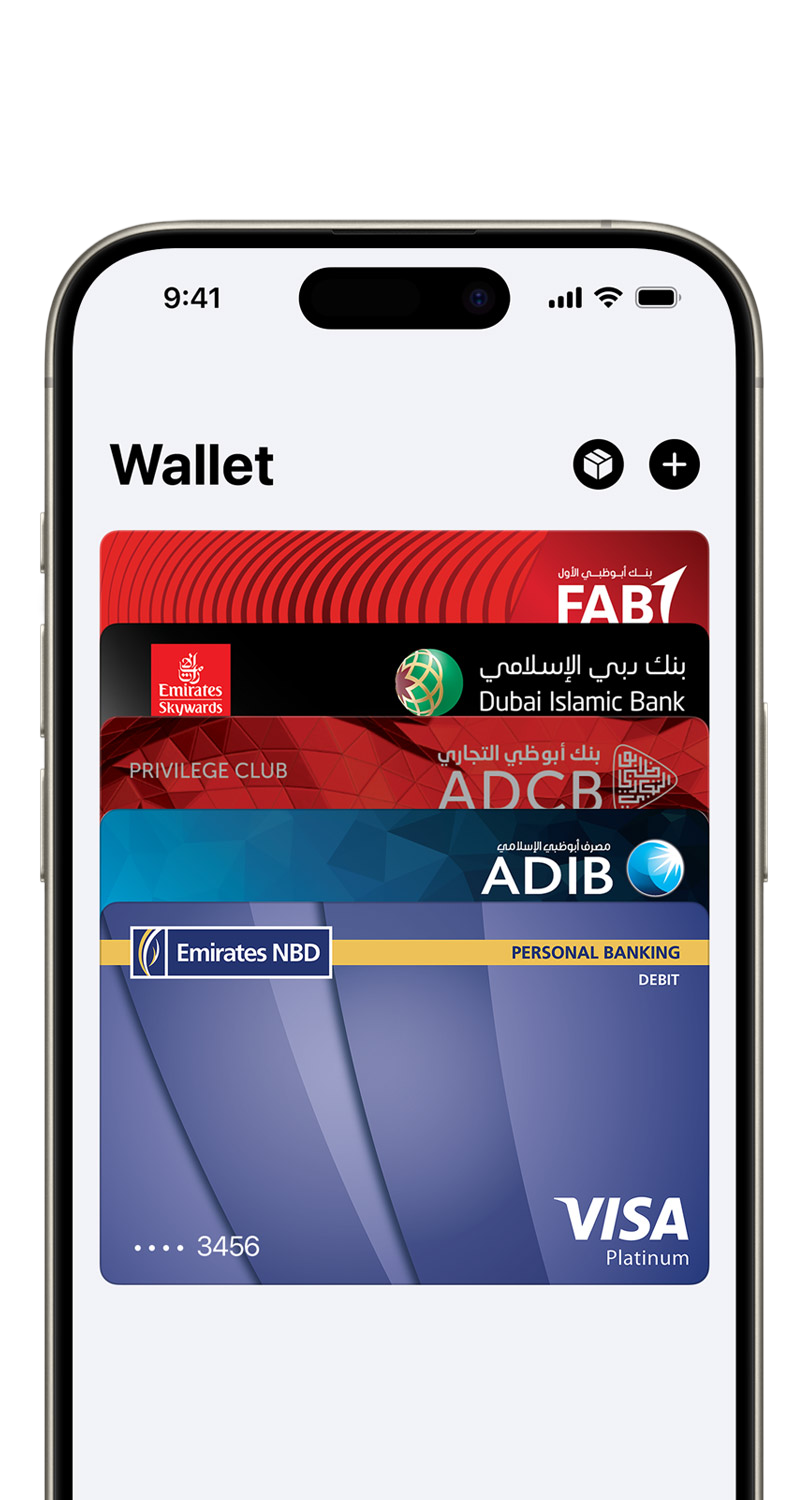 9:41
Wallet
بنك أبوظبي الأول
FAB
Emirates
Skywards
بنك دبي الإسلامي
Dubai Islamic Bank
PRIVILEGE CLUB
بنك أبوظبي التجاري
ADCB
مصرف أبوظبي الإسلامي
ADIB
Emirates NBD
PERSONAL BANKING
DEBIT
VISA
Platinum
•••• 3456